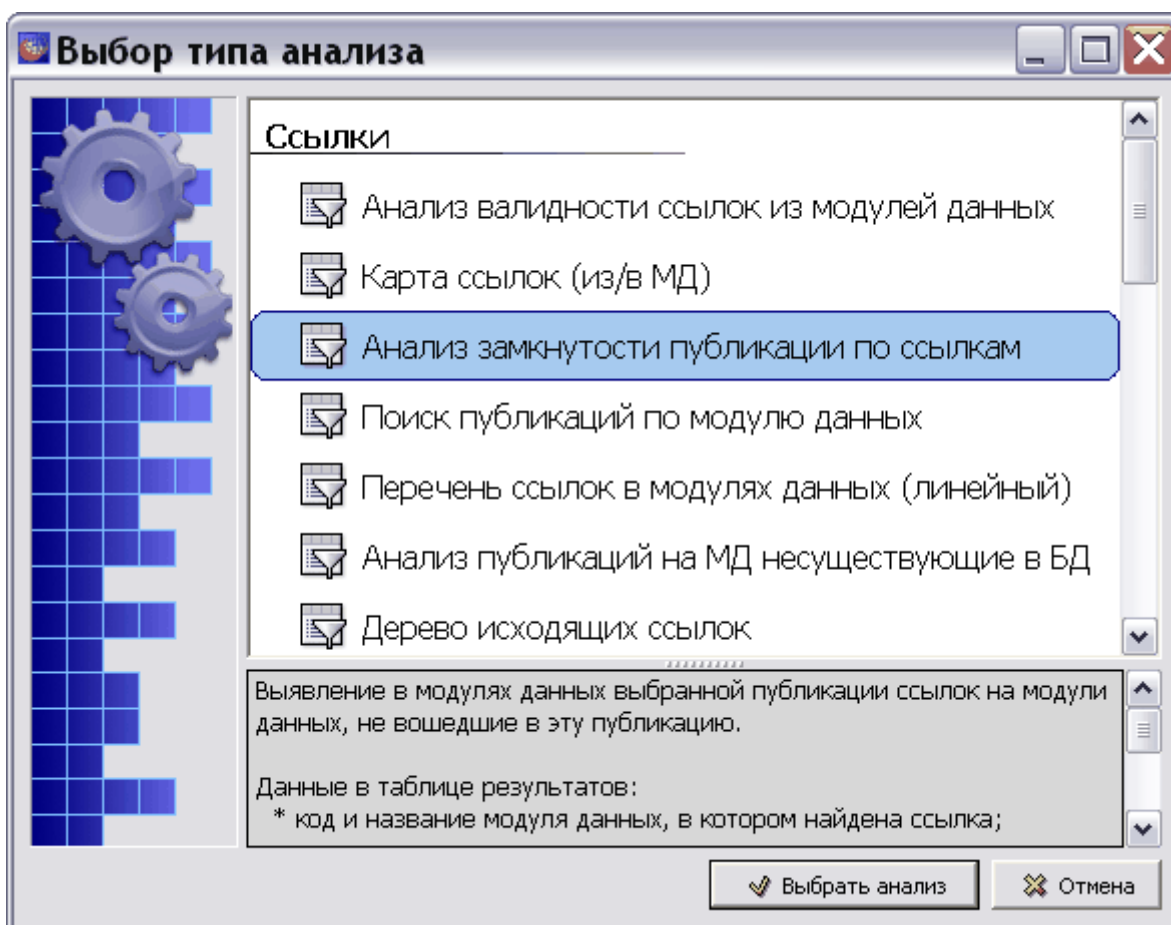 Выбор типа анализа
Ссылки
Анализ валидности ссылок из модулей данных
Карта ссылок (из/в МД)
Анализ замкнутости публикации по ссылкам
Поиск публикаций по модулю данных
Перечень ссылок в модулях данных (линейный)
Анализ публикаций на МД несуществующие в БД
Дерево исходящих ссылок
Выявление в модулях данных выбранной публикации ссылок на модули
данных, не вошедшие в эту публикацию.
Данные в таблице результатов:
* код и название модуля данных, в котором найдена ссылка;
Выбрать анализ
Отмена